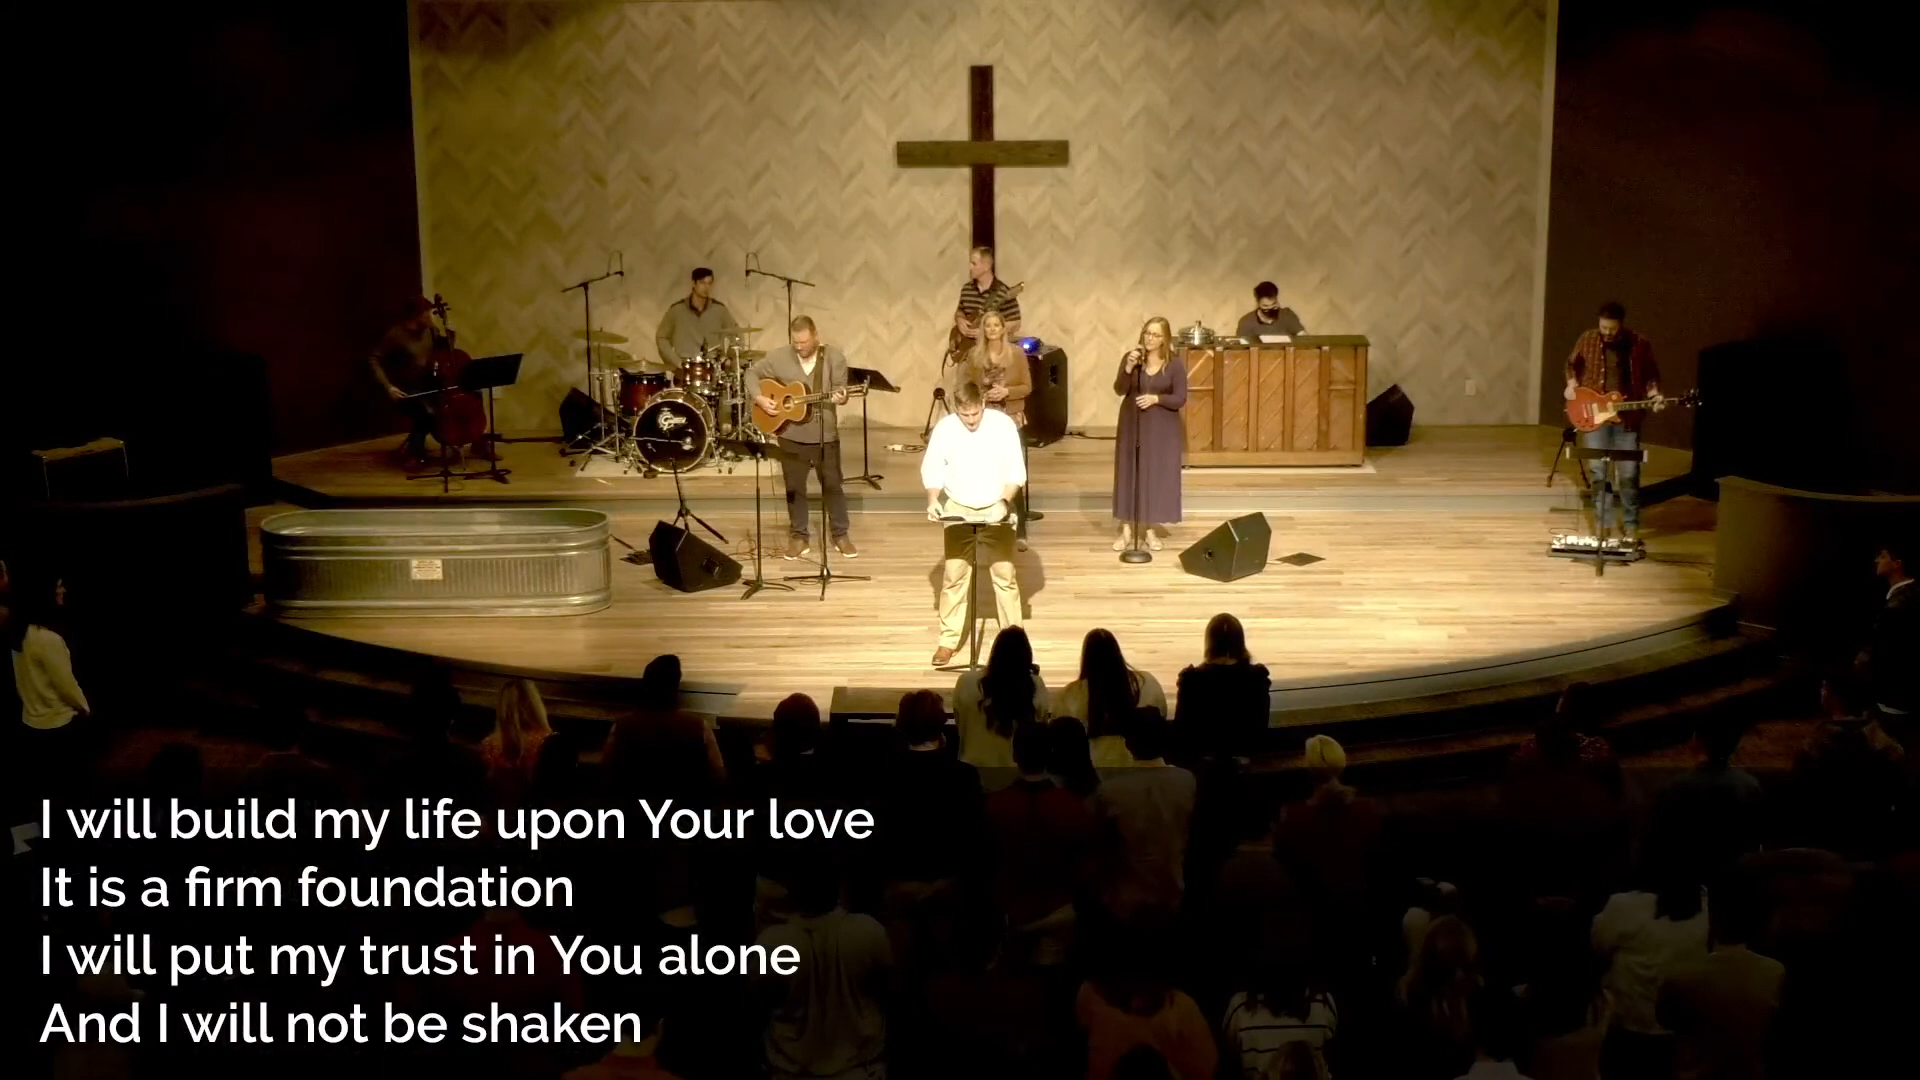 I will build my life upon Your love
It is a firm foundation
I will put my trust in You alone
And I will not be shaken